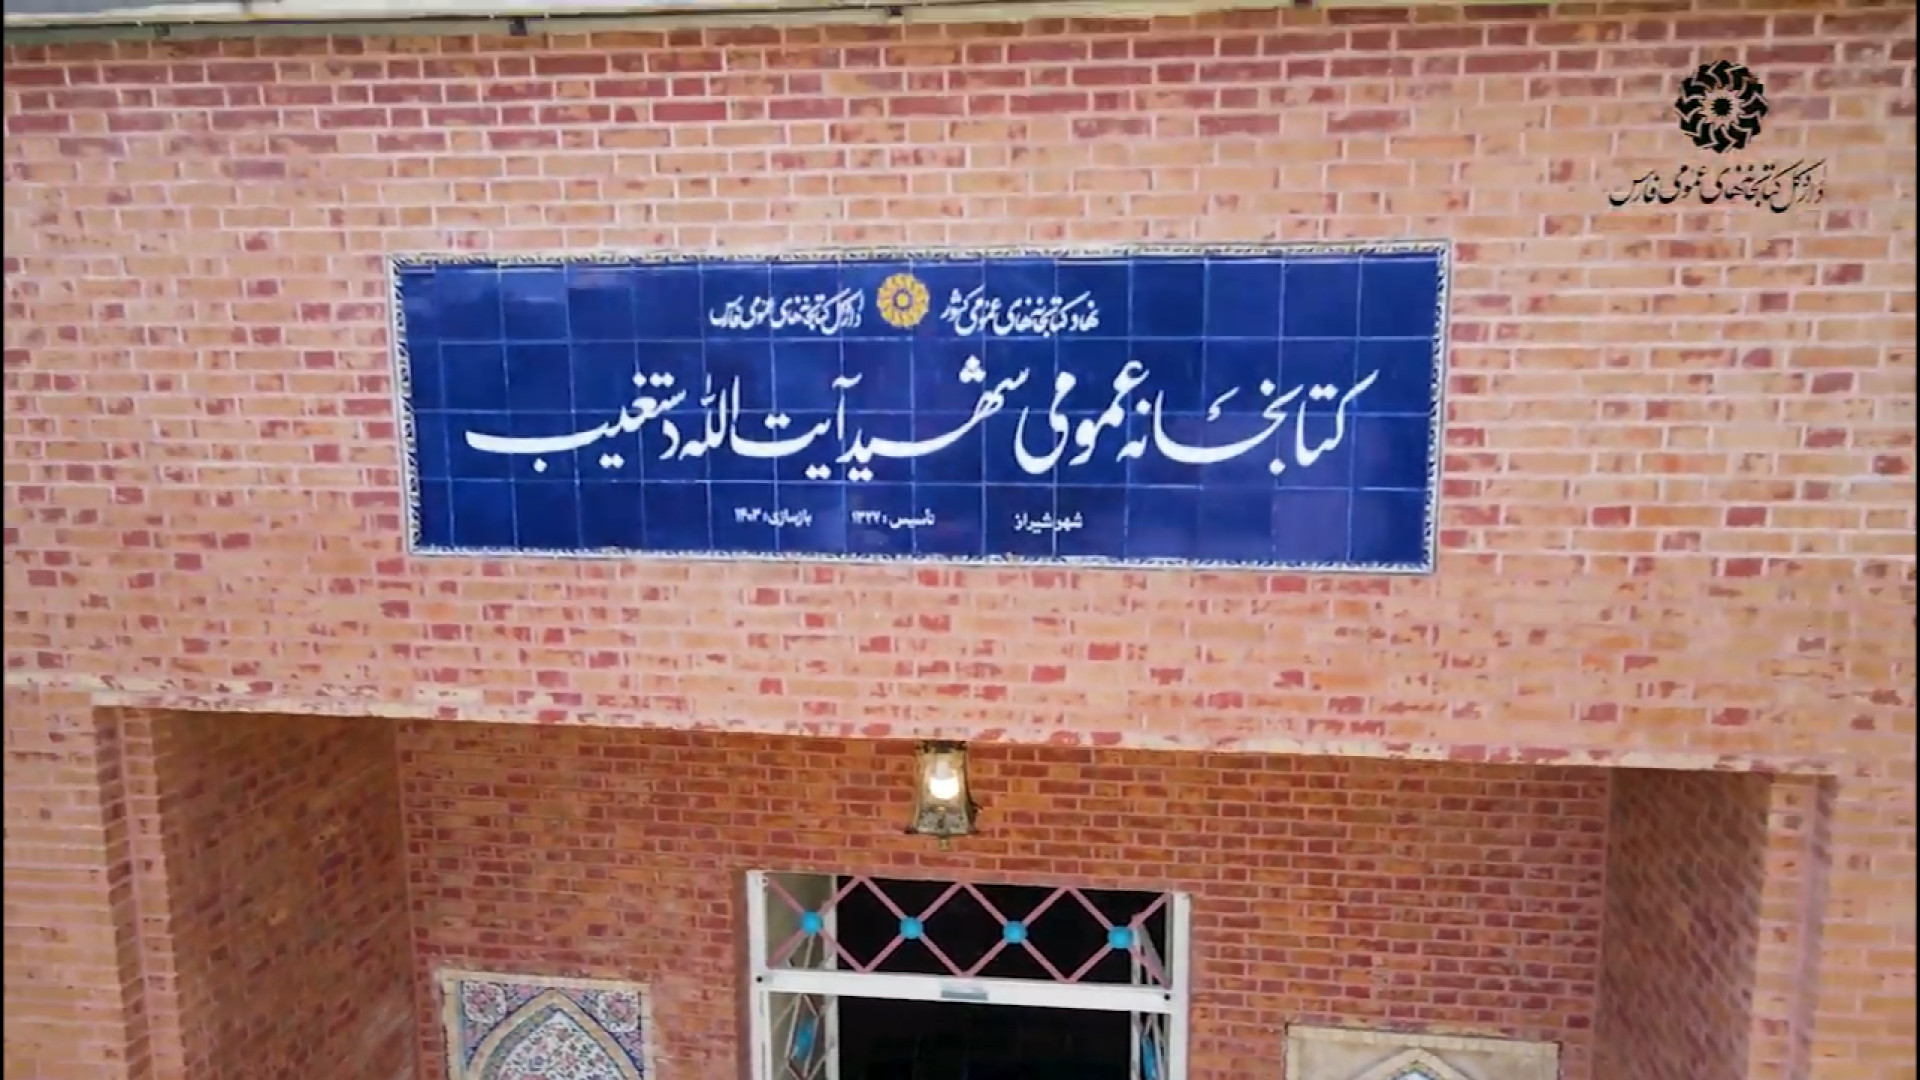 اداره کل کتابخانه‌های عمومی فارس
نهاد کتابخانه‌های عمومی کشور
اداره کل کتابخانه‌های عمومی فارس
کتابخانه عمومی شهید آیت الله دستغیب
شهر شیراز تأسیس: ۱۳۲۷ بازسازی: ۱۴۰۳